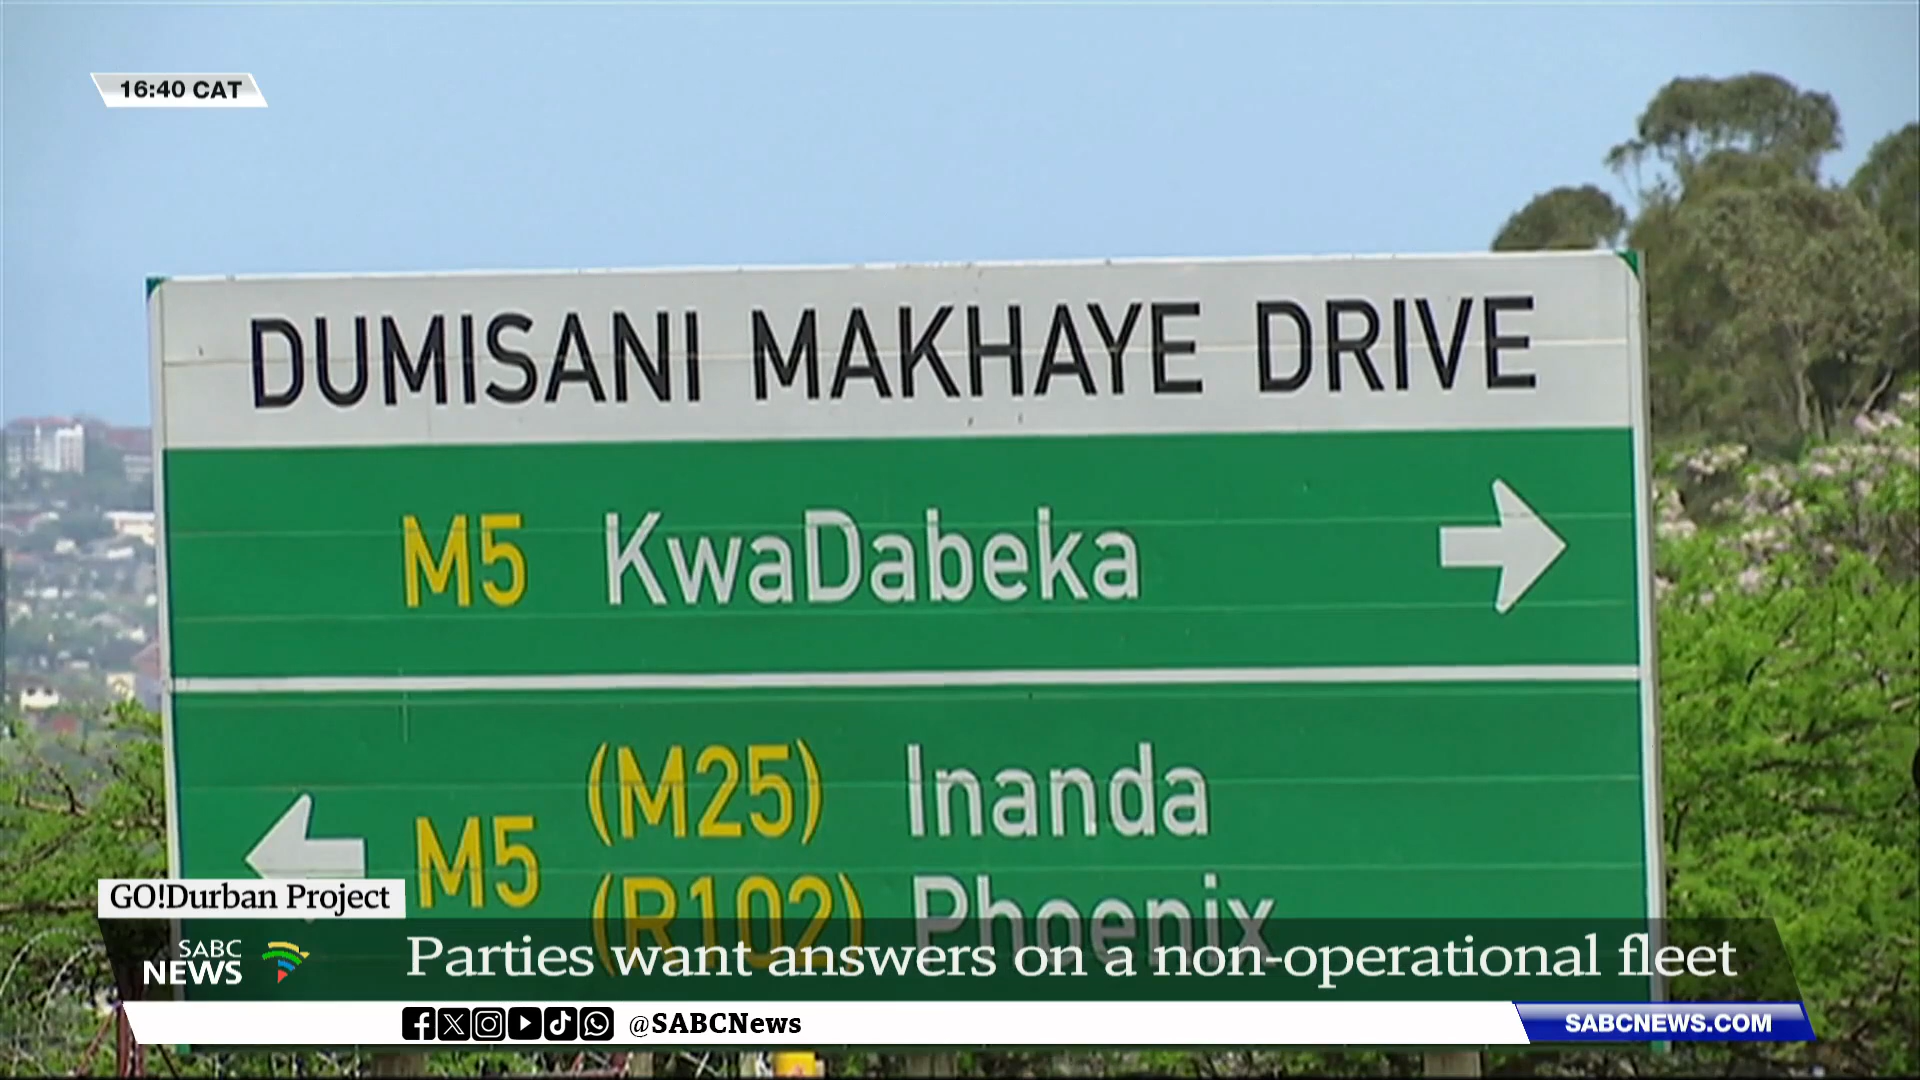 16:40 CAT
DUMISANI MAKHAYE DRIVE
M5 KwaDabeka
(M25) Inanda
M5
(R102) Phoenix
GO!Durban Project
SABC NEWS
Parties want answers on a non-operational fleet
@SABCNews
SABCNEWS.COM